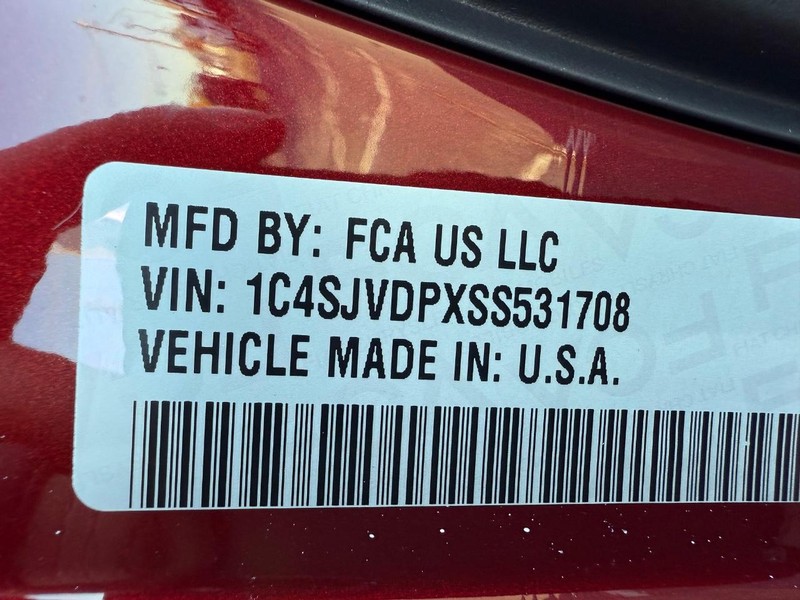 MFD BY: FCA US LLC
VIN: 1C4SJVDPXSS531708
VEHICLE MADE IN: U.S.A.